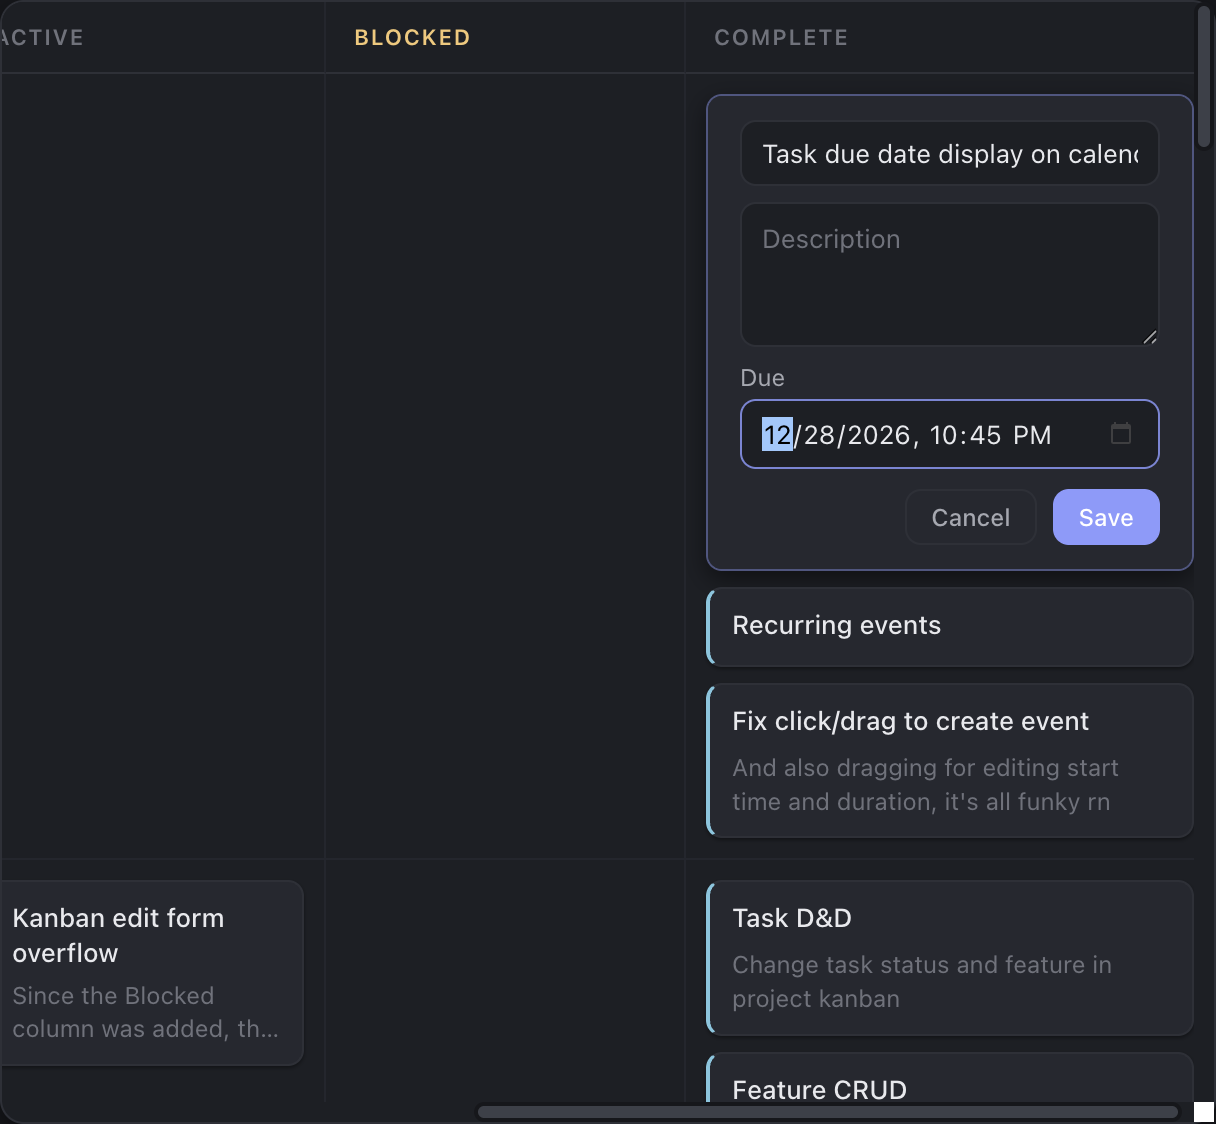 ACTIVE
BLOCKED
COMPLETE
Task due date display on calend
Description
Due
12/28/2026, 10:45 PM
Cancel
Save
Recurring events
Fix click/drag to create event
And also dragging for editing start
time and duration, it's all funky rn
Kanban edit form
overflow
Since the Blocked
column was added, th...
Task D&D
Change task status and feature in
project kanban
Feature CRUD